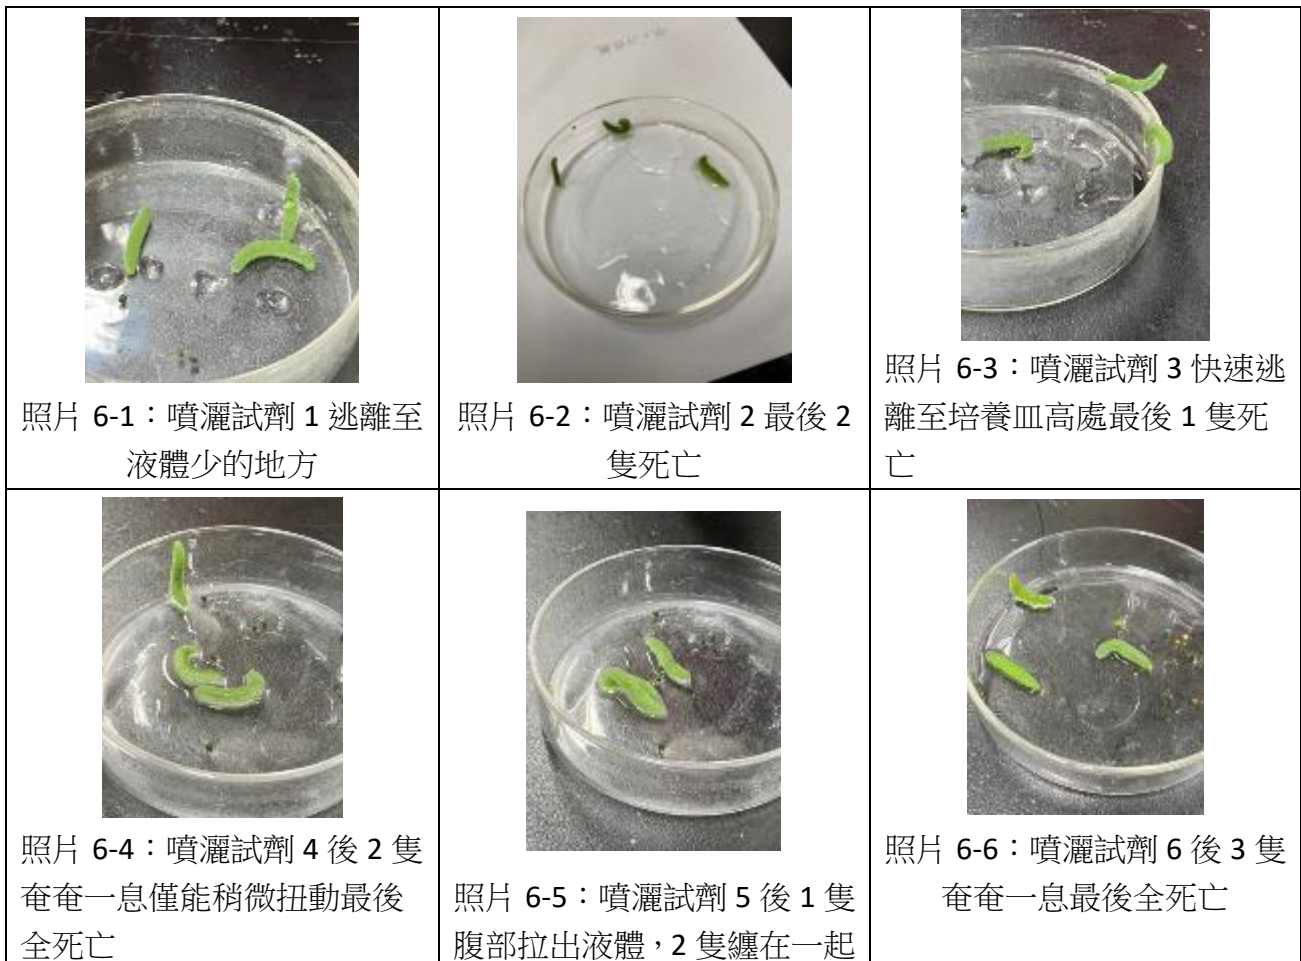 照片 6-1：噴灑試劑 1 逃離至
液體少的地方
照片 6-2：噴灑試劑 2 最後 2
隻死亡
照片 6-3：噴灑試劑 3 快速逃
離至培養皿高處最後 1 隻死
亡
照片 6-4：噴灑試劑 4 後 2 隻
奄奄一息僅能稍微扭動最後
全死亡
照片 6-5：噴灑試劑 5 後 1 隻
腹部拉出液體，2 隻纏在一起
照片 6-6：噴灑試劑 6 後 3 隻
奄奄一息最後全死亡